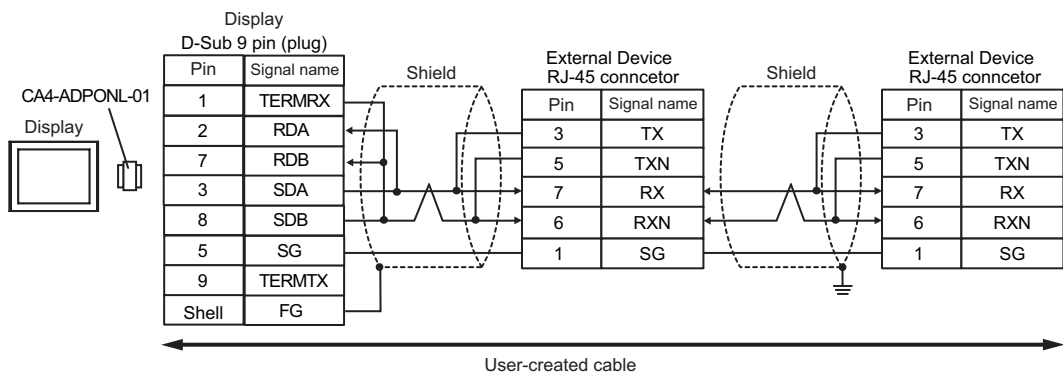 Display
D-Sub 9 pin (plug)
Pin Signal name
1 TERMRX
2 RDA
7 RDB
3 SDA
8 SDB
5 SG
9 TERMTX
Shell FG
CA4-ADPONL-01
Display
Shield
External Device
RJ-45 conncetor
Pin Signal name
3 TX
5 TXN
7 RX
6 RXN
1 SG
Shield
External Device
RJ-45 conncetor
Pin Signal name
3 TX
5 TXN
7 RX
6 RXN
1 SG
User-created cable